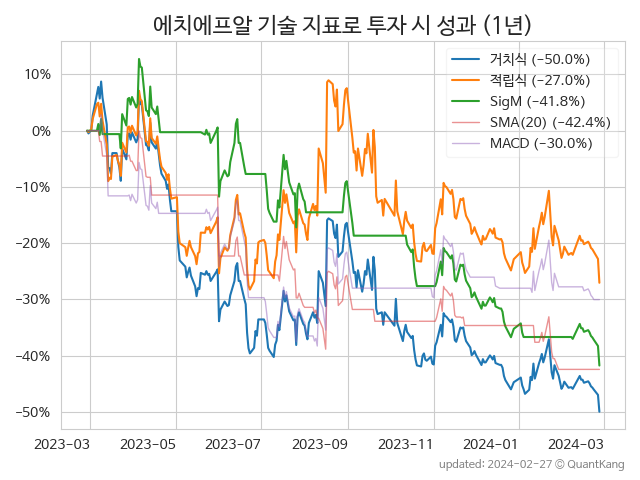 에치에프알 기술 지표로 투자 시 성과 (1년)
거치식 (−50.0%)
적립식 (−27.0%)
SigM (−41.8%)
SMA(20) (−42.4%)
MACD (−30.0%)
10%
0%
−10%
−20%
−30%
−40%
−50%
2023-03 2023-05 2023-07 2023-09 2023-11 2024-01 2024-03
updated: 2024-02-27 © QuantKang